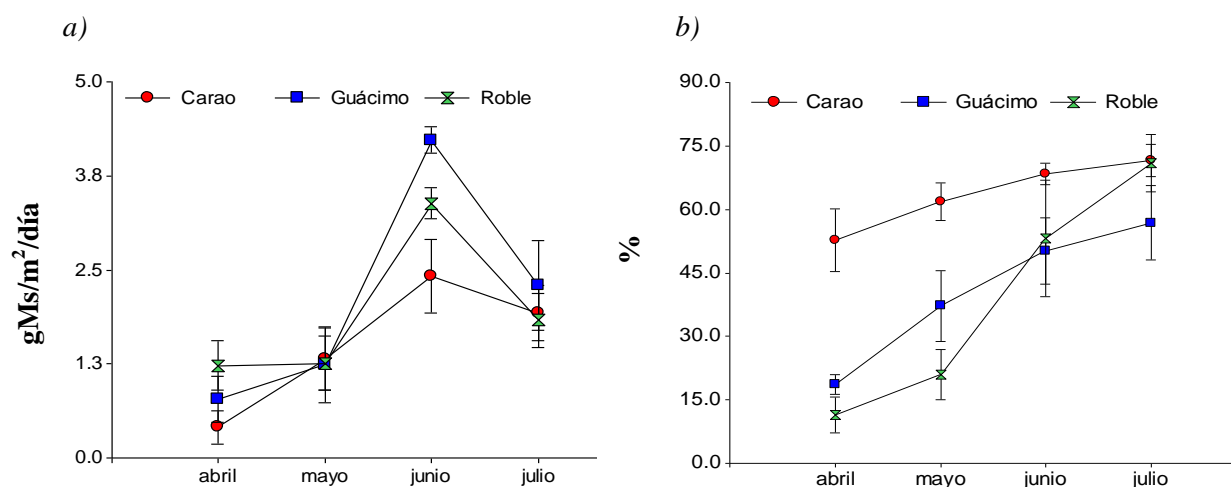 a)
5.0
Carao Guácimo Roble
3.8
2.5
1.3
0.0
gMs/m²/día
abril mayo junio julio
b)
90.0
Carao Guácimo Roble
75.0
60.0
45.0
30.0
15.0
0.0
%
abril mayo junio julio